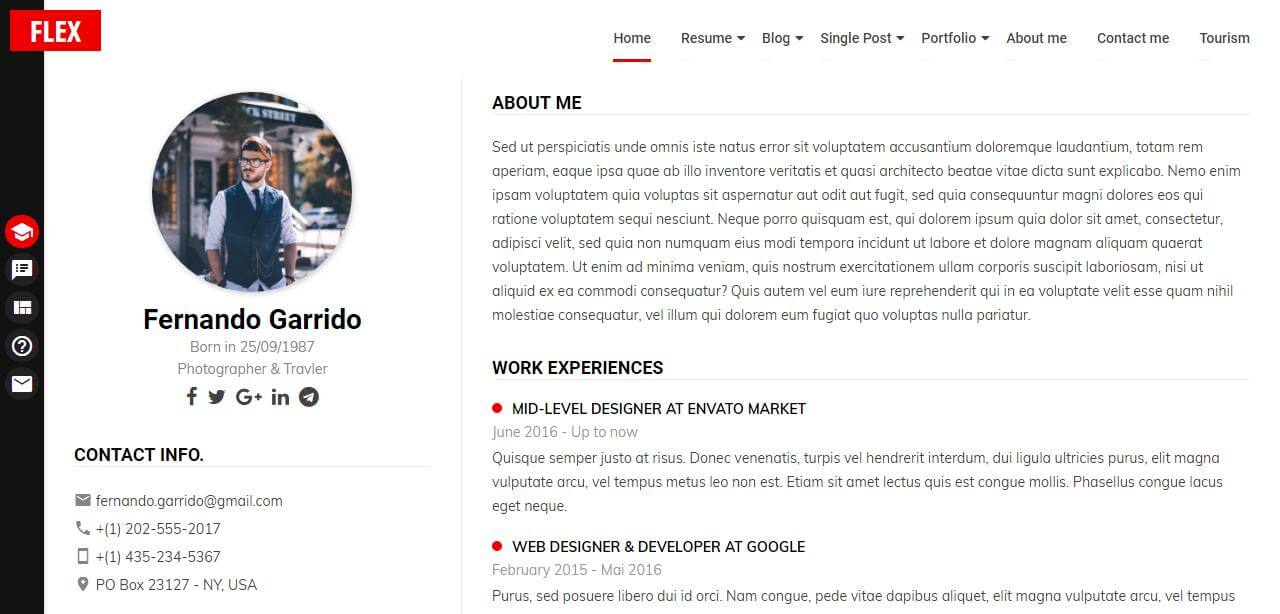 FLEX
Home Resume Blog Single Post Portfolio About me Contact me Tourism
CK STREET
Fernando Garrido
Born in 25/09/1987
Photographer & Travler
CONTACT INFO.
fernando.garrido@gmail.com
+(1) 202-555-2017
+(1) 435-234-5367
PO Box 23127 - NY, USA
ABOUT ME
Sed ut perspiciatis unde omnis iste natus error sit voluptatem accusantium doloremque laudantium, totam rem
aperiam, eaque ipsa quae ab illo inventore veritatis et quasi architecto beatae vitae dicta sunt explicabo. Nemo enim
ipsam voluptatem quia voluptas sit aspernatur aut odit aut fugit, sed quia consequuntur magni dolores eos qui
ratione voluptatem sequi nesciunt. Neque porro quisquam est, qui dolorem ipsum quia dolor sit amet, consectetur,
adipisci velit, sed quia non numquam eius modi tempora incidunt ut labore et dolore magnam aliquam quaerat
voluptatem. Ut enim ad minima veniam, quis nostrum exercitationem ullam corporis suscipit laboriosam, nisi ut
aliquid ex ea commodi consequatur? Quis autem vel eum iure reprehenderit qui in ea voluptate velit esse quam nihil
molestiae consequatur, vel illum qui dolorem eum fugiat quo voluptas nulla pariatur.
WORK EXPERIENCES
MID-LEVEL DESIGNER AT ENVATO MARKET
June 2016 - Up to now
Quisque semper justo at risus. Donec venenatis, turpis vel hendrerit interdum, dui ligula ultricies purus, elit magna
vulputate arcu, vel tempus metus leo non est. Etiam sit amet lectus quis est congue mollis. Phasellus congue lacus
eget neque.
WEB DESIGNER & DEVELOPER AT GOOGLE
February 2015 - Mai 2016
Purus, sed posuere libero dui id orci. Nam congue, pede vitae dapibus aliquet, elit magna vulputate arcu, vel tempus